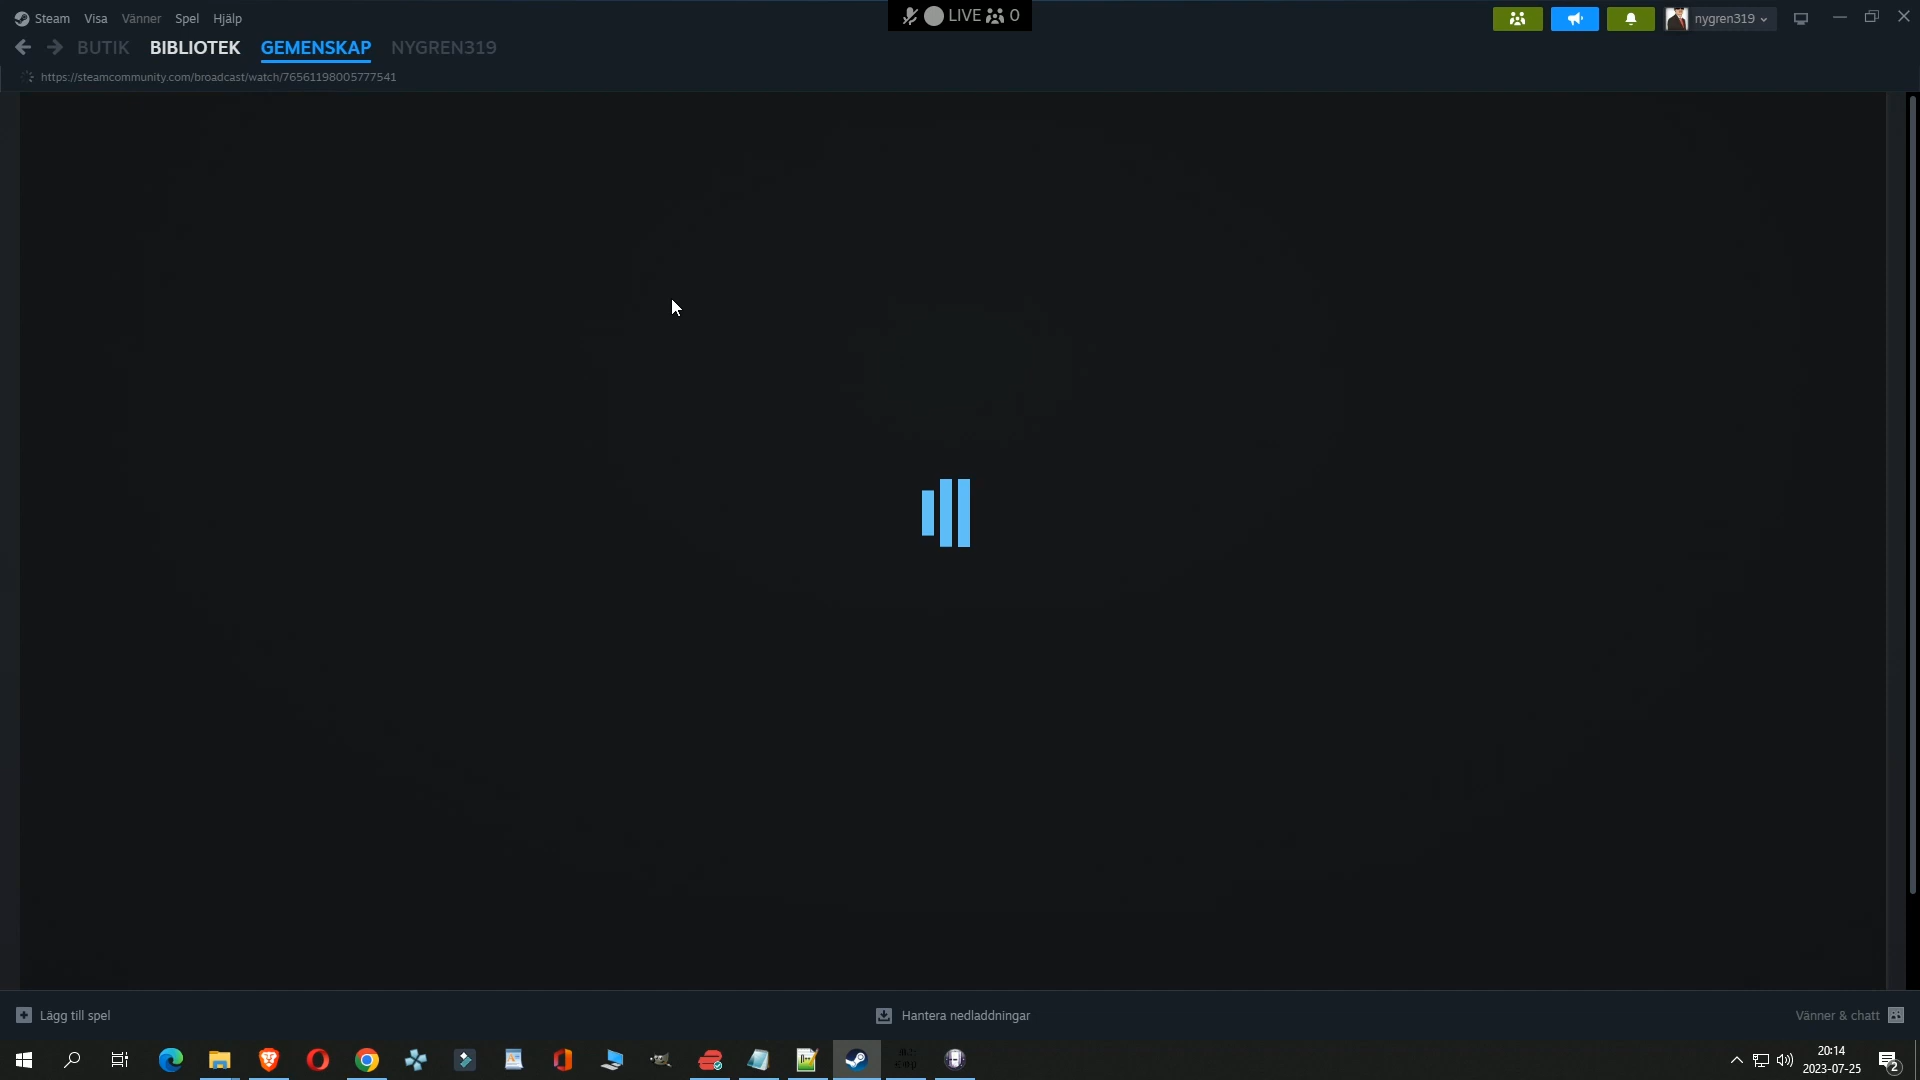 Steam Visa Vänner Spel Hjälp
LIVE 0
nygren319
BUTIK BIBLIOTEK GEMENSKAP NYGREN319
https://steamcommunity.com/broadcast/watch/76561198005777541
Lägg till spel
Hantera nedladdningar
Vänner & chatt
20:14
2023-07-25
2